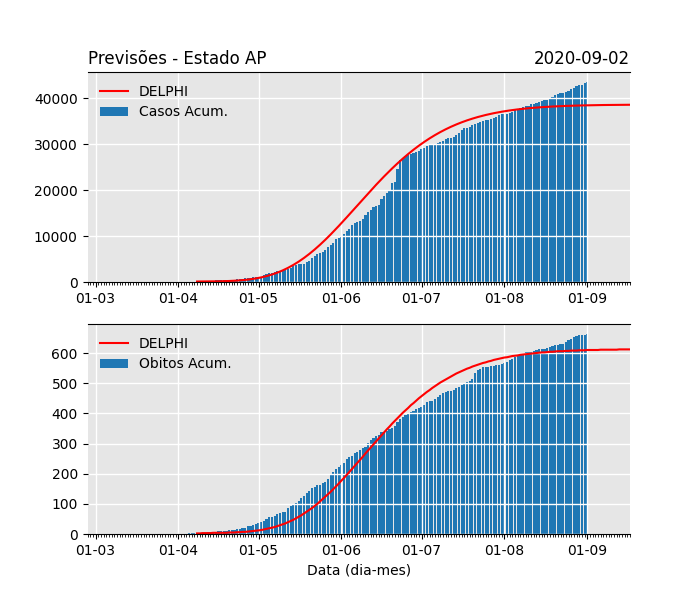 Previsões - Estado AP 2020-09-02
DELPHI
Casos Acum.
40000
30000
20000
10000
0
01-03 01-04 01-05 01-06 01-07 01-08 01-09
DELPHI
Obitos Acum.
600
500
400
300
200
100
0
01-03 01-04 01-05 01-06 01-07 01-08 01-09
Data (dia-mes)